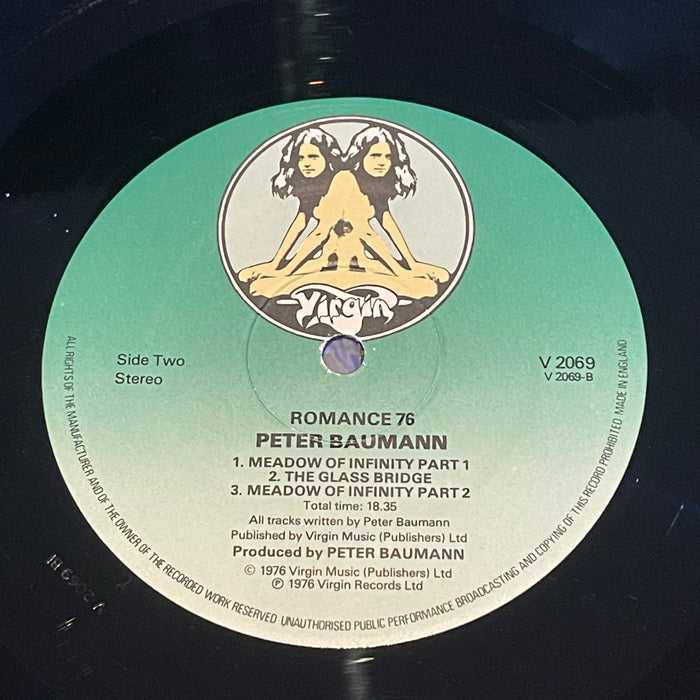 Virgin
Side Two
Stereo
V 2069
V 2069-B
ROMANCE 76
PETER BAUMANN
1. MEADOW OF INFINITY PART 1
2. THE GLASS BRIDGE
3. MEADOW OF INFINITY PART 2
Total time: 18.35
All tracks written by Peter Baumann
Published by Virgin Music (Publishers) Ltd
Produced by PETER BAUMANN
© 1976 Virgin Music (Publishers) Ltd
℗ 1976 Virgin Records Ltd
ALL RIGHTS OF THE MANUFACTURER AND OF THE OWNER OF THE RECORDED WORK RESERVED UNAUTHORISED PUBLIC PERFORMANCE BROADCASTING AND COPYING OF THIS RECORD PROHIBITED MADE IN ENGLAND